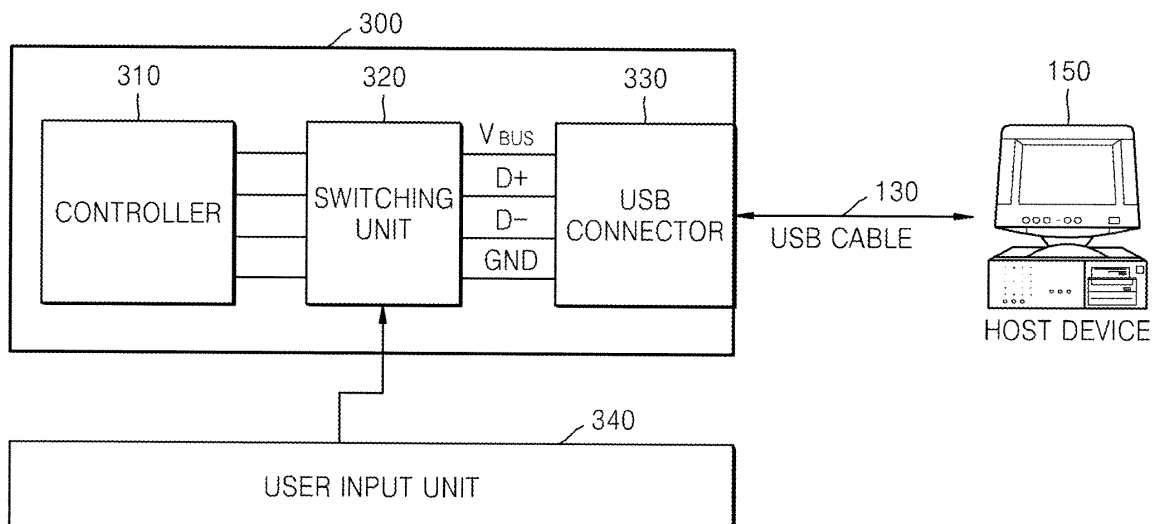 300
310
320
330
150
CONTROLLER
SWITCHING
UNIT
VBUS
D+
D-
GND
USB
CONNECTOR
130
USB CABLE
HOST DEVICE
340
USER INPUT UNIT